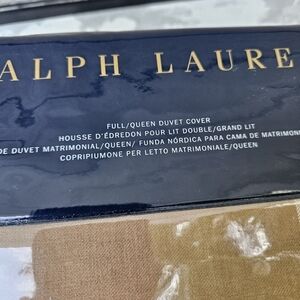 ALPH LAURE
FULL/QUEEN DUVET COVER
HOUSSE D'ÉDREDON POUR LIT DOUBLE/GRAND LIT
DE DUVET MATRIMONIAL/QUEEN/ FUNDA NÓRDICA PARA CAMA DE MATRIMON
COPRIPIUMONE PER LETTO MATRIMONIALE/QUEEN